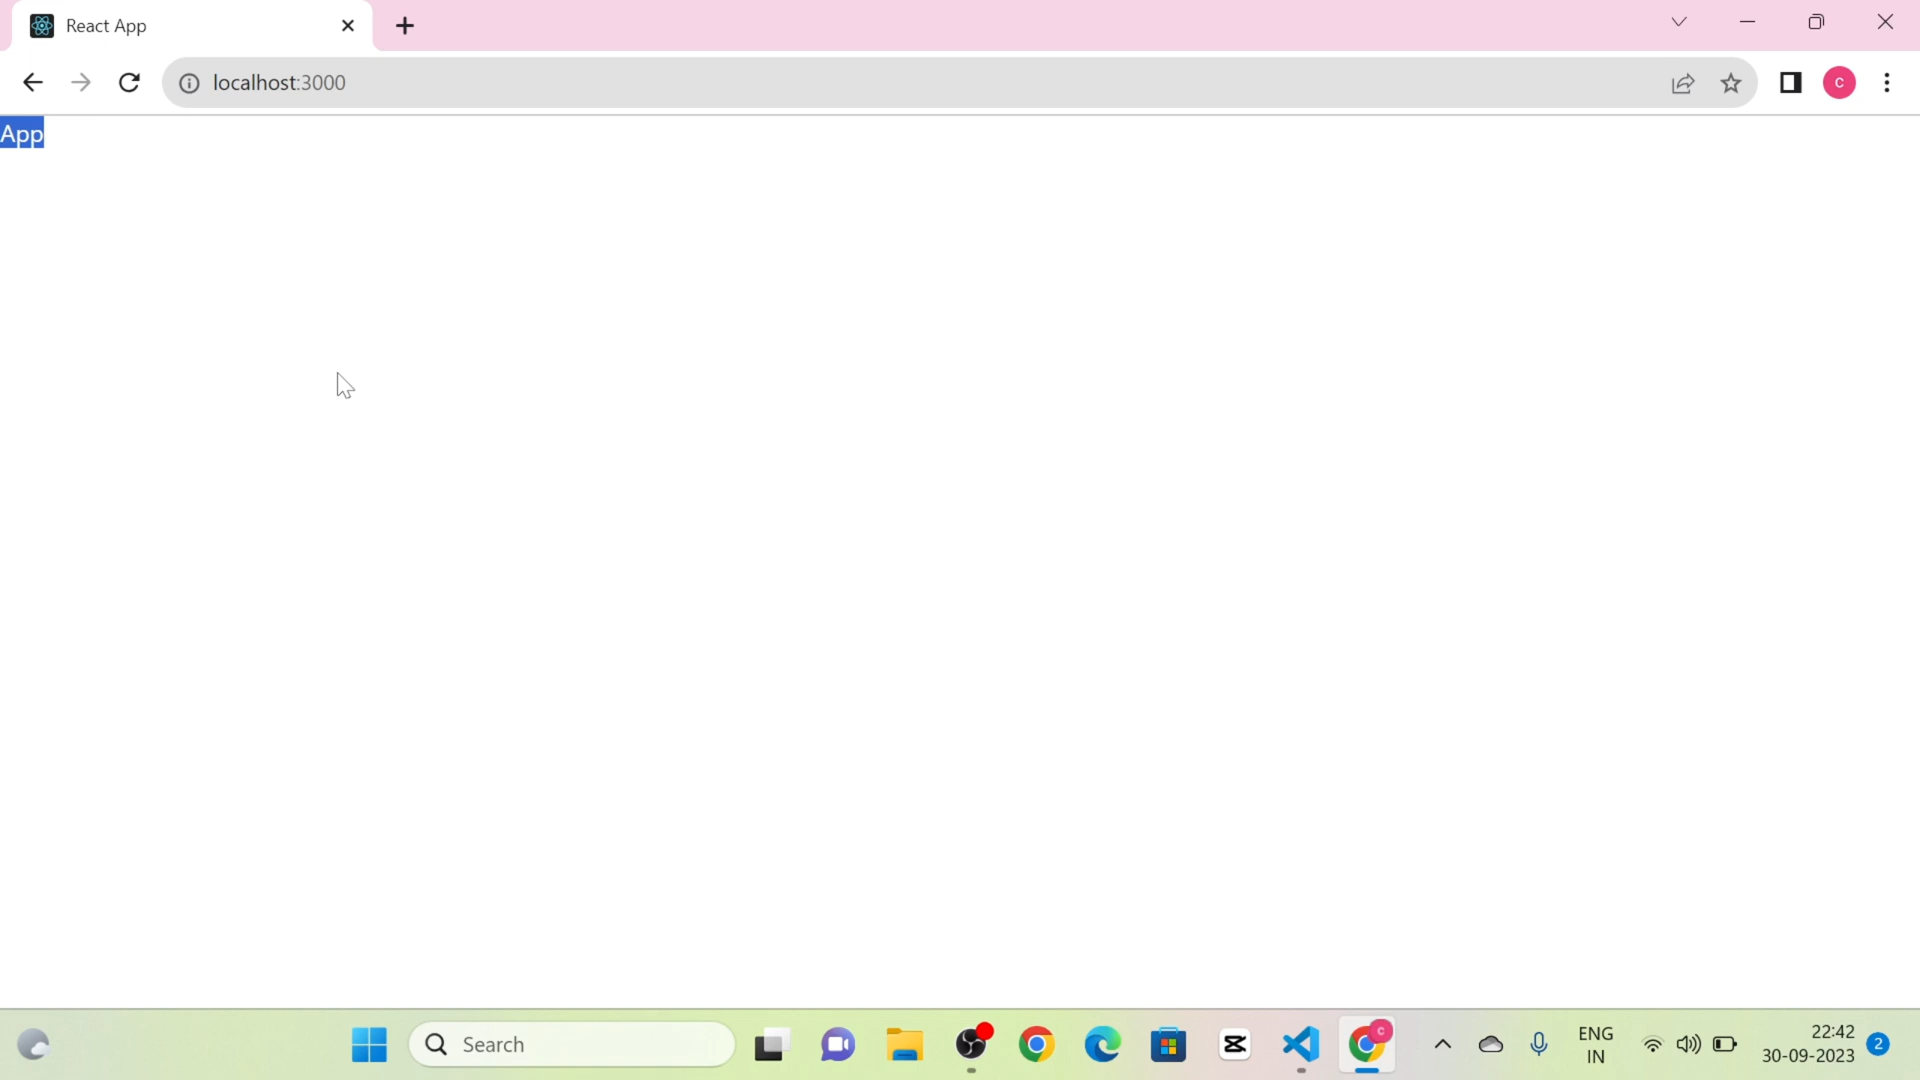 React App
localhost:3000
C
App
Search
C
ENG
IN
22:42
30-09-2023
2